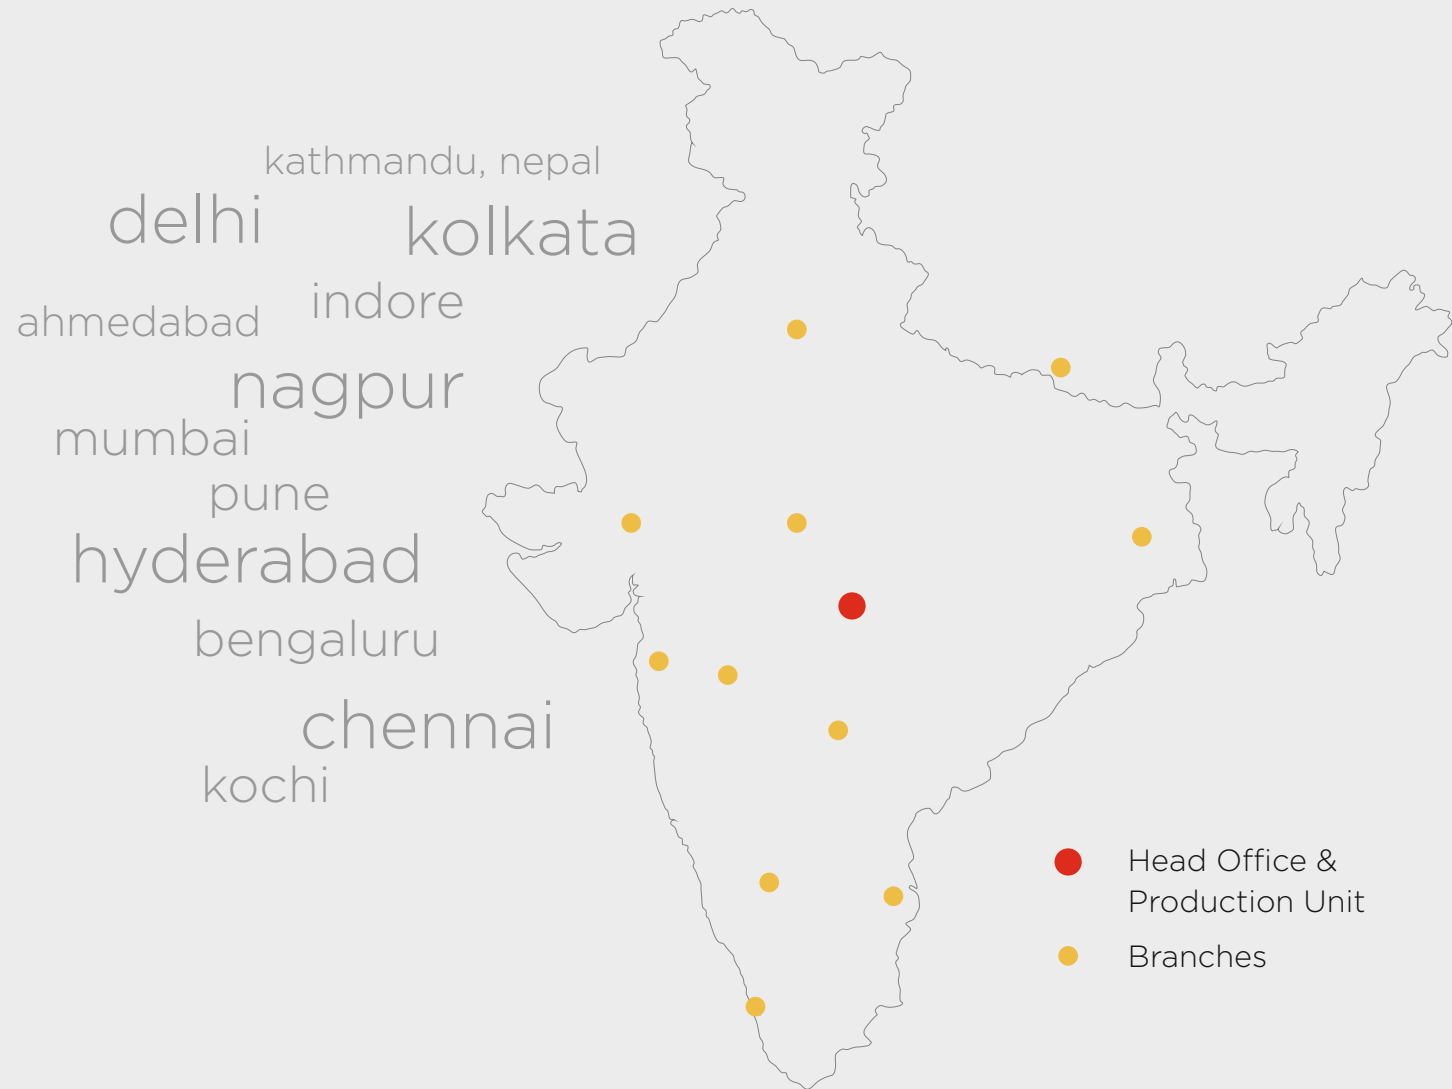 kathmandu, nepal
delhi
kolkata
indore
ahmedabad
nagpur
mumbai
pune
hyderabad
bengaluru
chennai
kochi
Head Office &
Production Unit
Branches